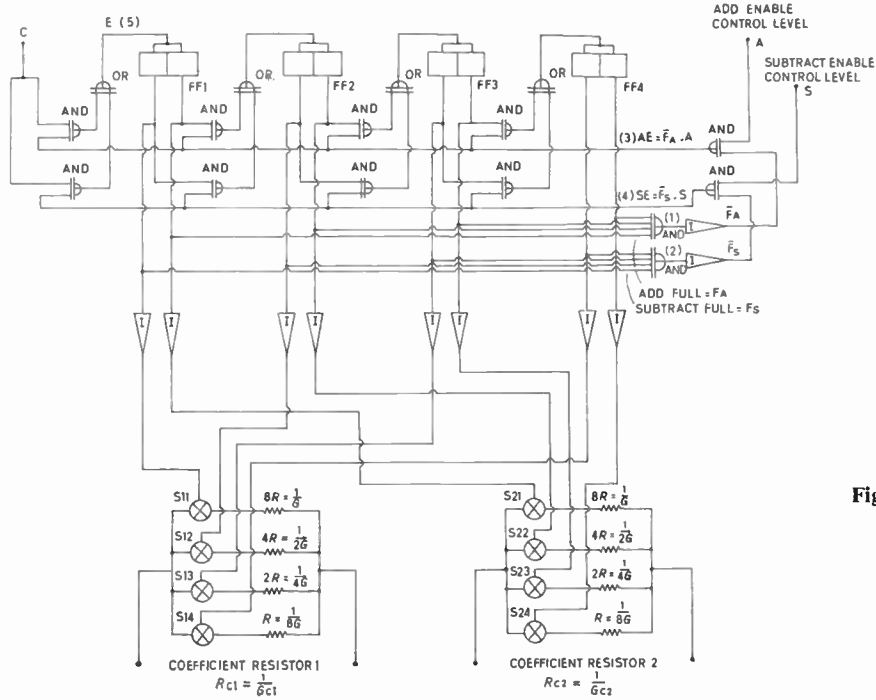 ADD ENABLE
CONTROL LEVEL
A
SUBTRACT ENABLE
CONTROL LEVEL
S
C
E (5)
OR
FF1
OR
FF2
OR
FF3
OR
FF4
AND
AND
AND
AND
AND
AND
AND
AND
(3) AE = F̄A . A
AND
(4) SE = F̄S . S
AND
(1)
AND
I
F̄A
(2)
AND
I
F̄S
ADD FULL = FA
SUBTRACT FULL = FS
I
I
I
I
I
I
I
I
Fig
S11
8R = 1/G
S12
4R = 1/2G
S13
2R = 1/4G
S14
R = 1/8G
S21
8R = 1/G
S22
4R = 1/2G
S23
2R = 1/4G
S24
R = 1/8G
COEFFICIENT RESISTOR 1
RC1 = 1/GC1
COEFFICIENT RESISTOR 2
RC2 = 1/GC2